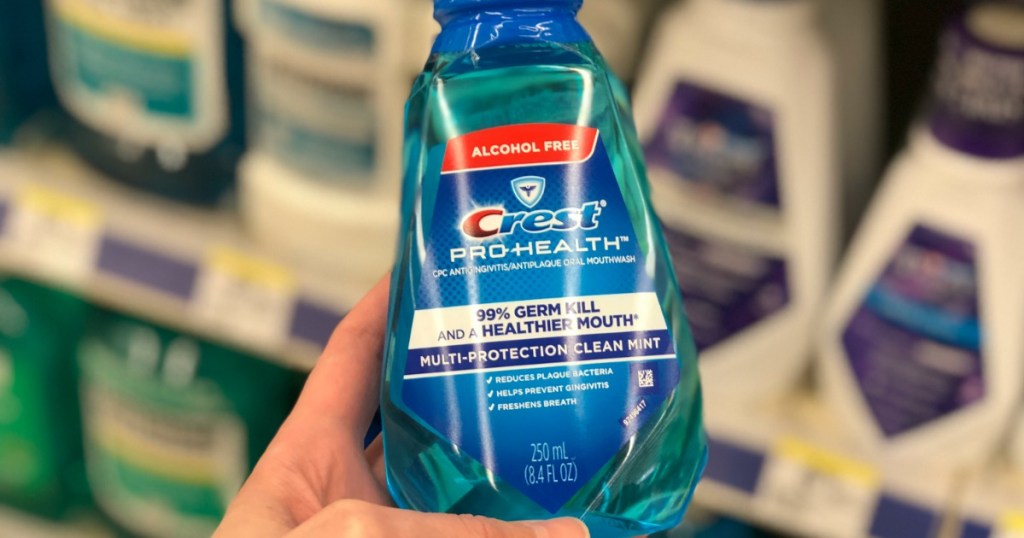 ALCOHOL FREE
Crest®
PRO-HEALTH™
CPC ANTIGINGIVITIS/ANTIPLAQUE ORAL MOUTHWASH
99% GERM KILL
AND A HEALTHIER MOUTH*
MULTI-PROTECTION CLEAN MINT
✓ REDUCES PLAQUE BACTERIA
✓ HELPS PREVENT GINGIVITIS
✓ FRESHENS BREATH
250 mL
(8.4 FL OZ)